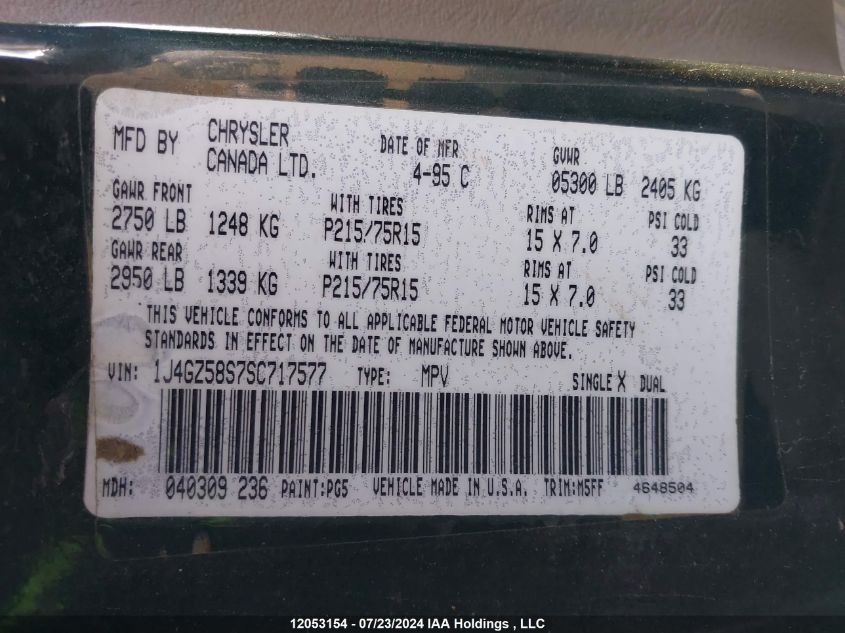 MFD BY CHRYSLER CANADA LTD. DATE OF MFR 4-95 C GVWR 05300 LB 2405 KG
GAWR FRONT WITH TIRES RIMS AT PSI COLD
2750 LB 1248 KG P215/75R15 15 X 7.0 33
GAWR REAR WITH TIRES RIMS AT PSI COLD
2950 LB 1339 KG P215/75R15 15 X 7.0 33
THIS VEHICLE CONFORMS TO ALL APPLICABLE FEDERAL MOTOR VEHICLE SAFETY
STANDARDS IN EFFECT ON THE DATE OF MANUFACTURE SHOWN ABOVE.
VIN: 1J4GZ58S7SC717577 TYPE: MPV SINGLE X DUAL
MDH: 040309 236 PAINT:PG5 VEHICLE MADE IN U.S.A. TRIM:M5FF 4648504
12053154 - 07/23/2024 IAA Holdings , LLC